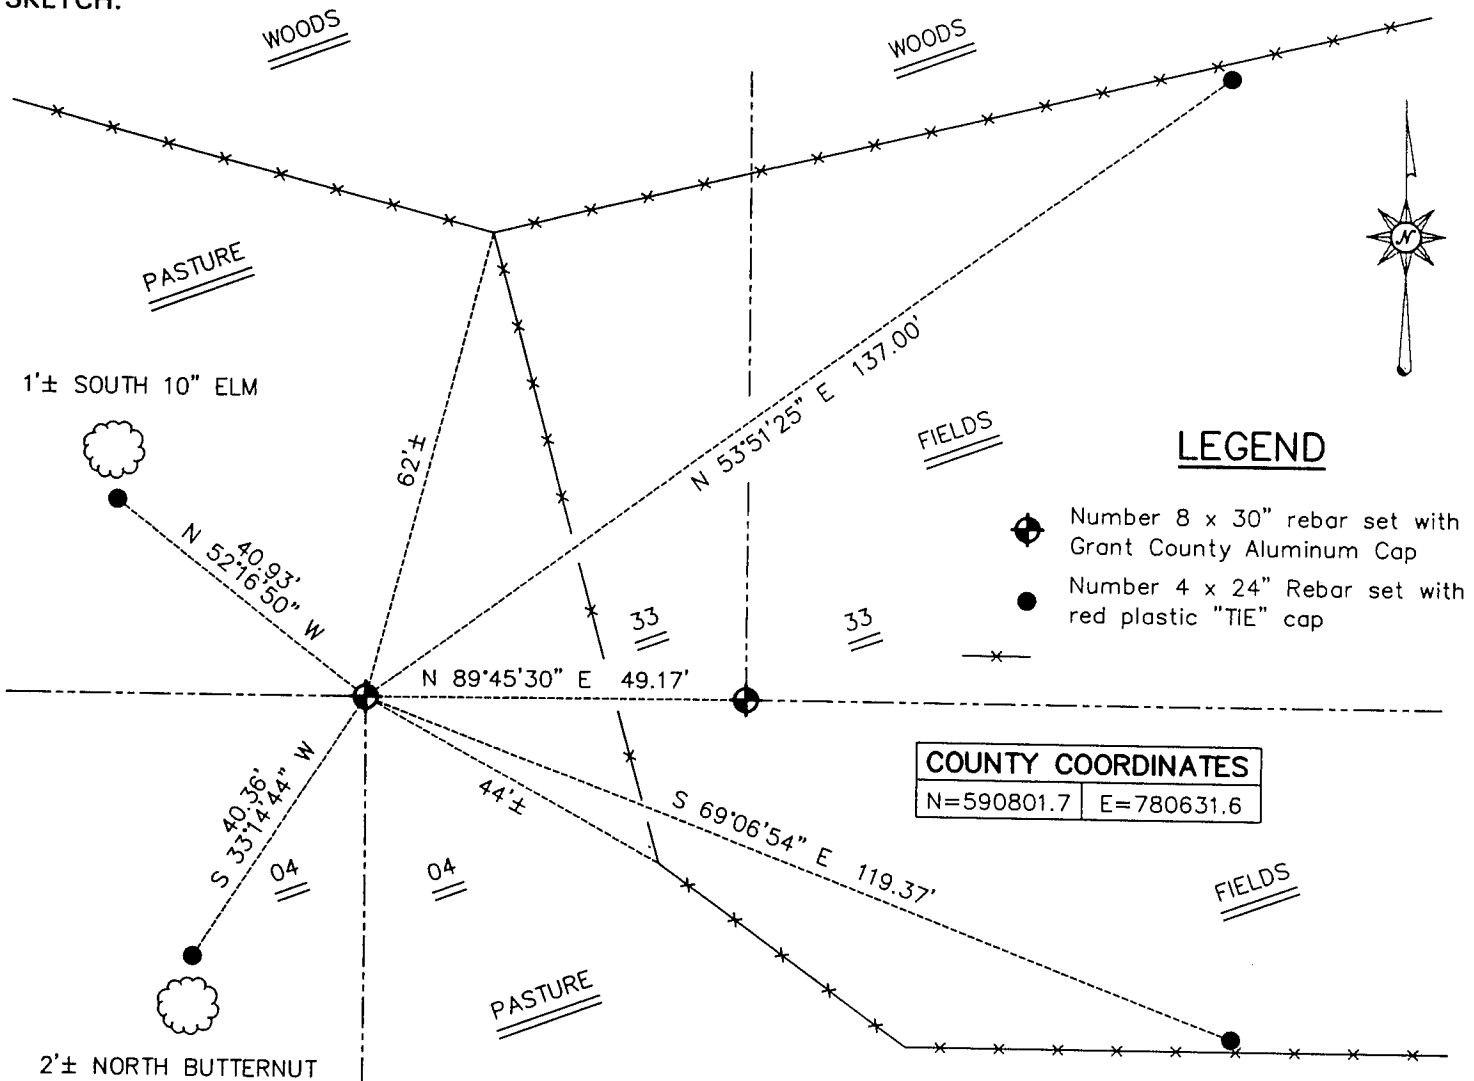 SKETCH:
WOODS
WOODS
PASTURE
N
1'± SOUTH 10" ELM
62'±
N 53°51'25" E 137.00'
FIELDS
LEGEND
Number 8 x 30" rebar set with
Grant County Aluminum Cap
Number 4 x 24" Rebar set with
red plastic "TIE" cap
40.93'
N 52°16'50" W
33
33
N 89°45'30" E 49.17'
COUNTY COORDINATES
N=590801.7 E=780631.6
40.36'
S 33°14'44" W
44'±
S 69°06'54" E 119.37'
04
04
FIELDS
PASTURE
2'± NORTH BUTTERNUT